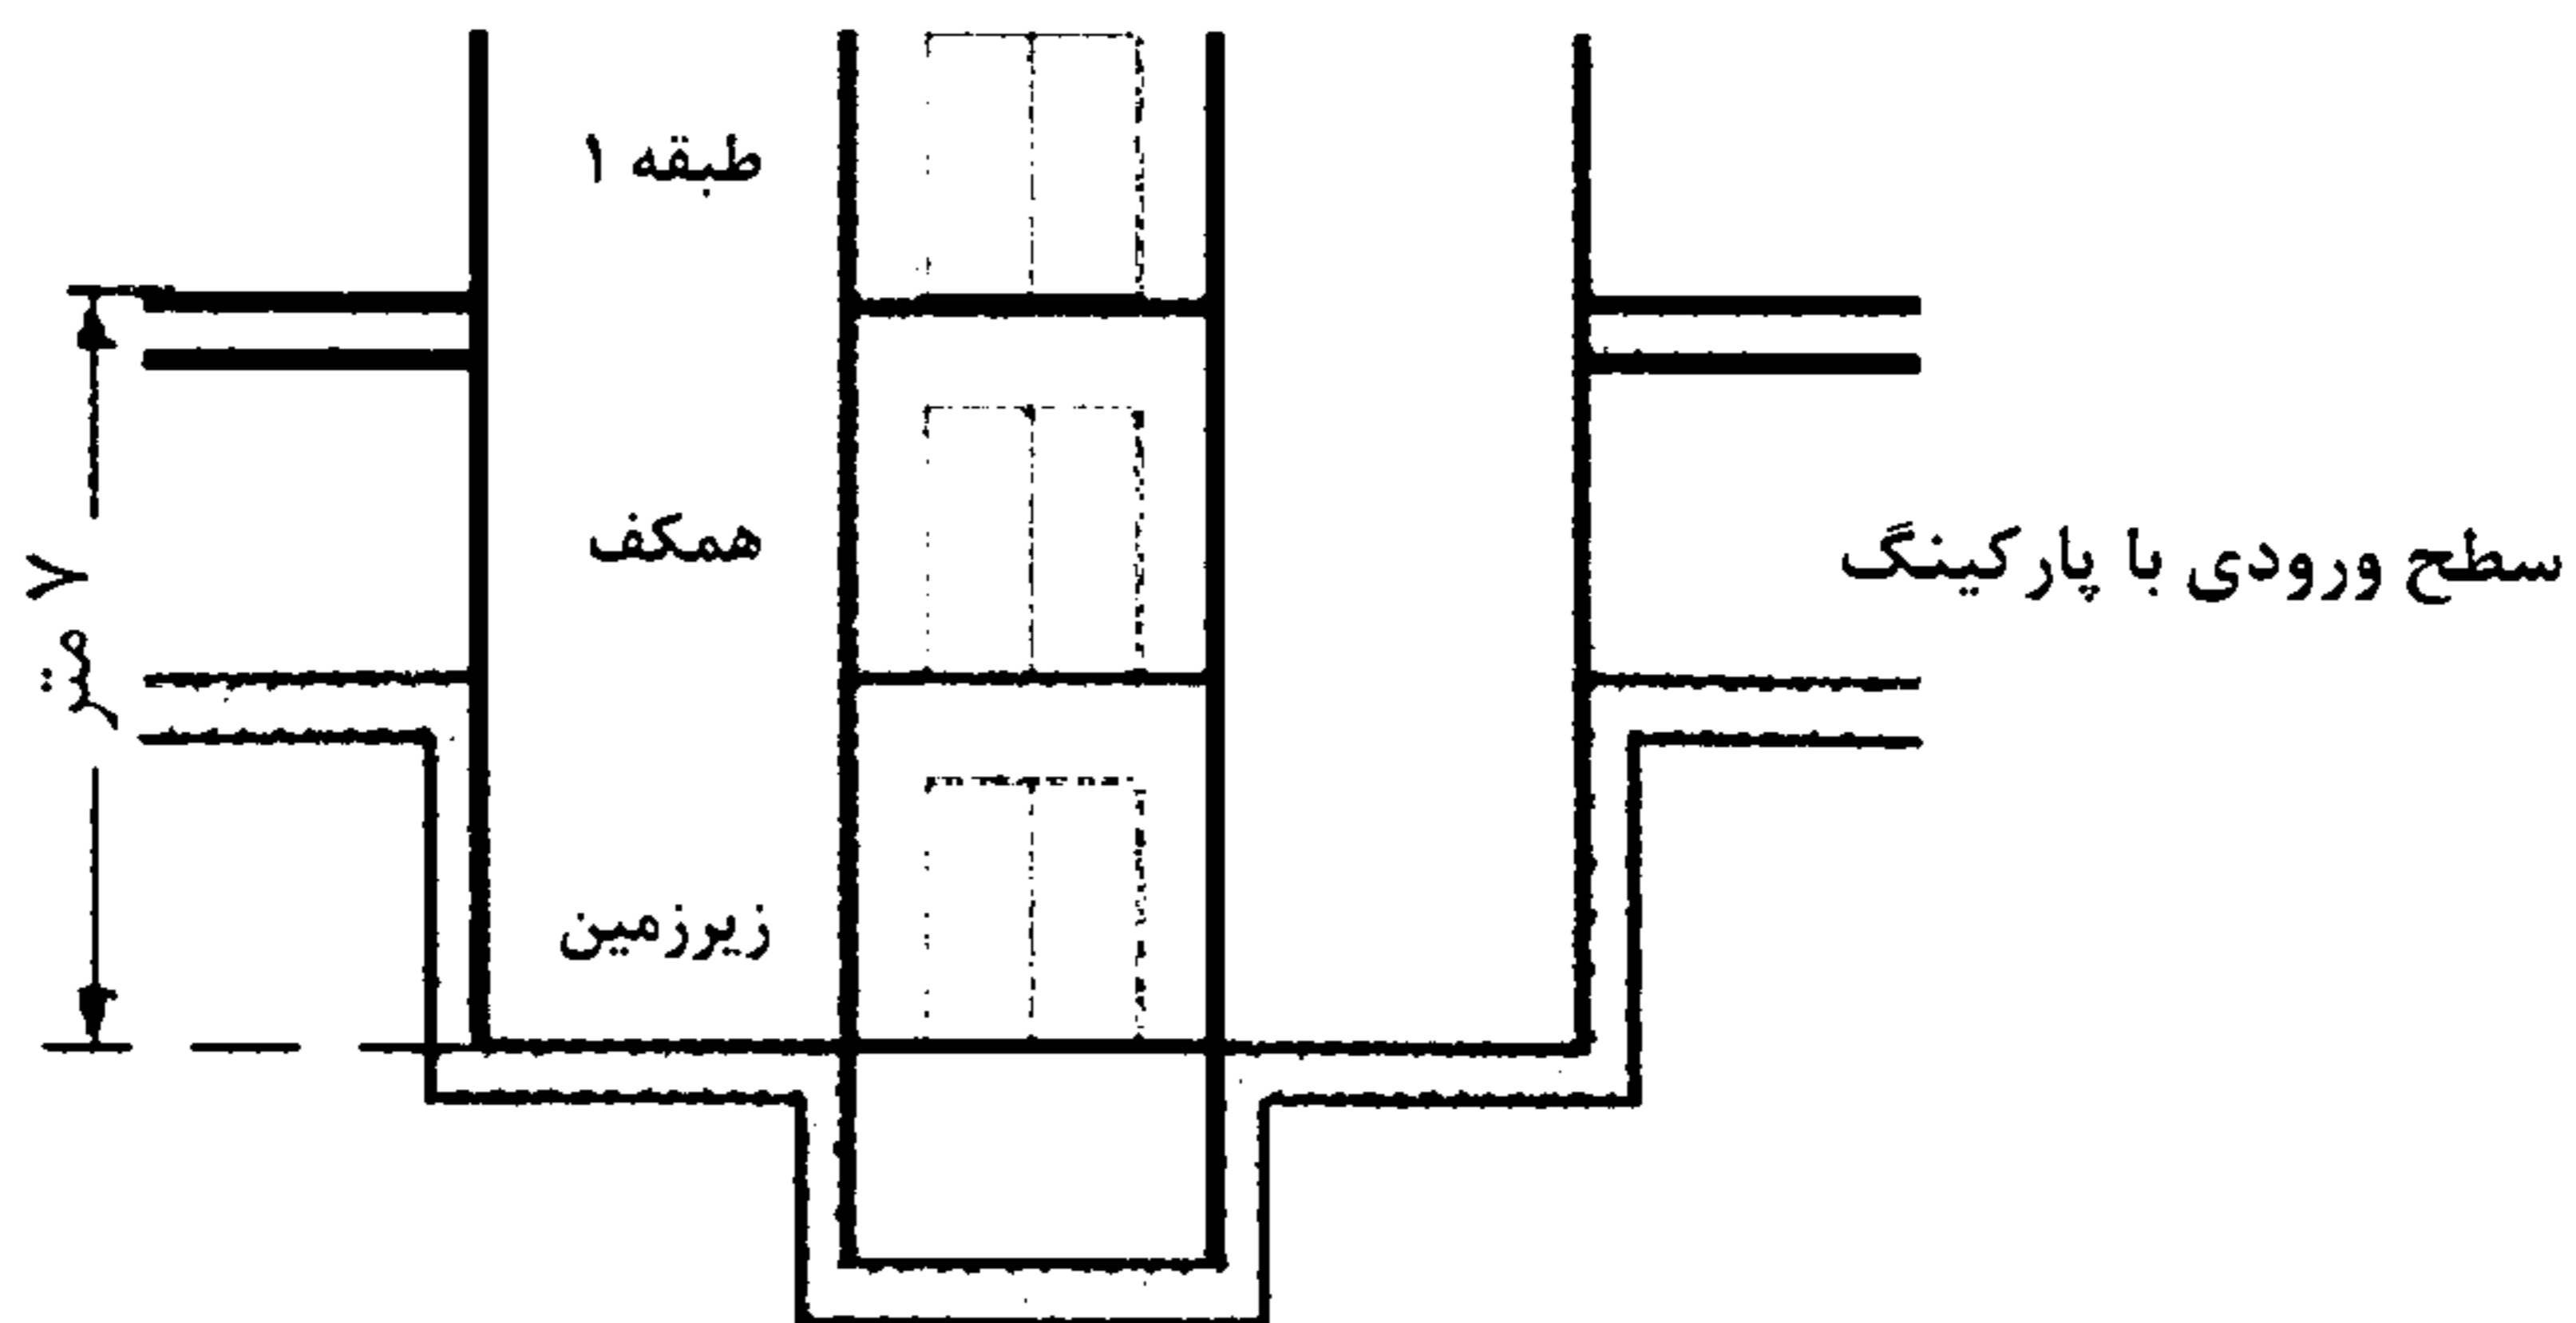 طبقه ۱
همکف
سطح ورودی با پارکینگ
۷ متر
زیرزمین